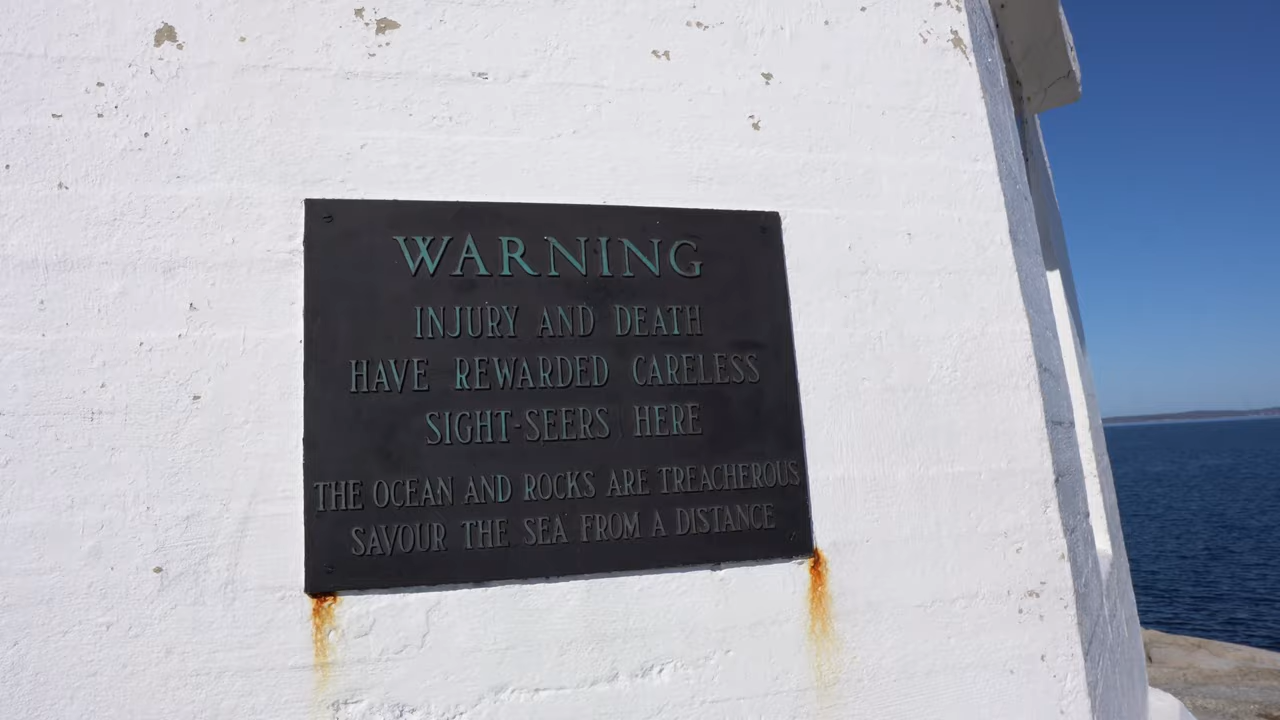 WARNING
INJURY AND DEATH
HAVE REWARDED CARELESS
SIGHT-SEERS HERE
THE OCEAN AND ROCKS ARE TREACHEROUS
SAVOUR THE SEA FROM A DISTANCE